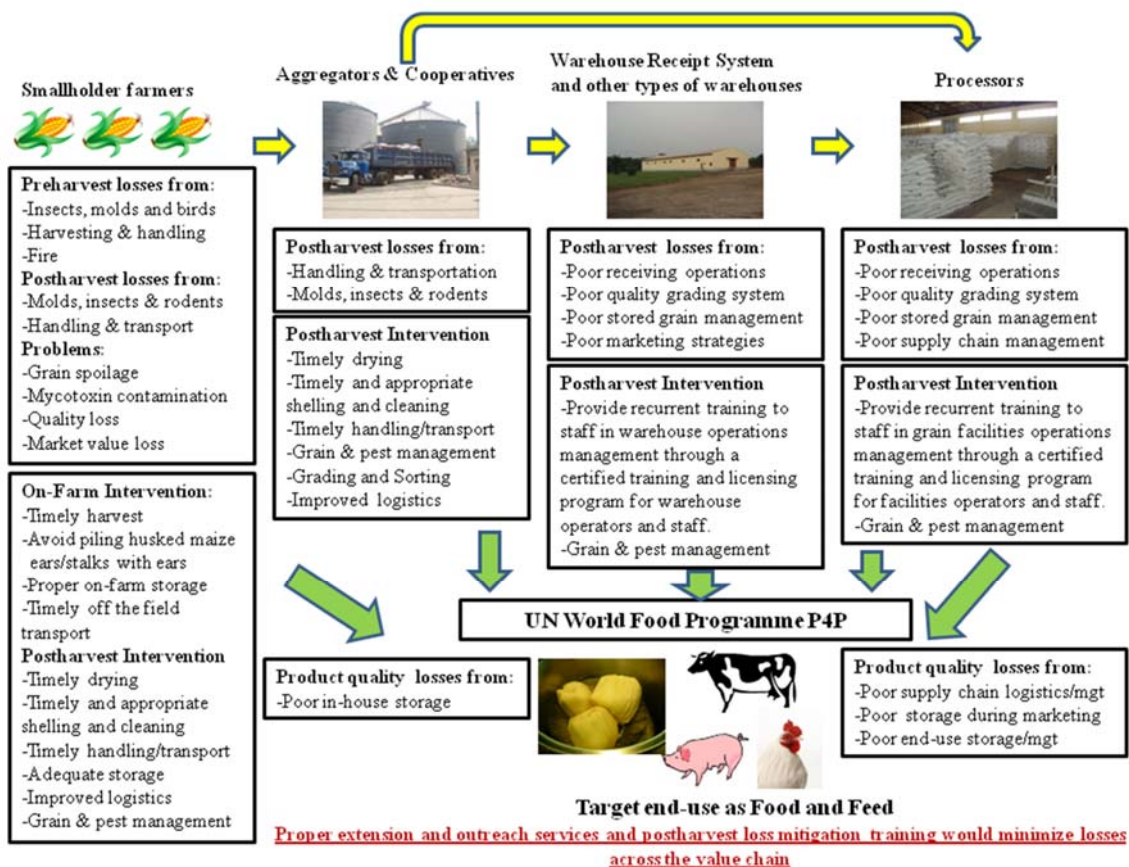 Smallholder farmers
Preharvest losses from:
-Insects, molds and birds
-Harvesting & handling
-Fire
Postharvest losses from:
-Molds, insects & rodents
-Handling & transport
Problems:
-Grain spoilage
-Mycotoxin contamination
-Quality loss
-Market value loss
On-Farm Intervention:
-Timely harvest
-Avoid piling husked maize
ears/stalks with ears
-Proper on-farm storage
-Timely off the field
transport
Postharvest Intervention
-Timely drying
-Timely and appropriate
shelling and cleaning
-Timely handling/transport
-Adequate storage
-Improved logistics
-Grain & pest management
Aggregators & Cooperatives
Postharvest losses from:
-Handling & transportation
-Molds, insects & rodents
Postharvest Intervention
-Timely drying
-Timely and appropriate
shelling and cleaning
-Timely handling/transport
-Grain & pest management
-Grading and Sorting
-Improved logistics
Warehouse Receipt System
and other types of warehouses
Postharvest losses from:
-Poor receiving operations
-Poor quality grading system
-Poor stored grain management
-Poor marketing strategies
Postharvest Intervention
-Provide recurrent training to
staff in warehouse operations
management through a
certified training and licensing
program for warehouse
operators and staff.
-Grain & pest management
Processors
Postharvest losses from:
-Poor receiving operations
-Poor quality grading system
-Poor stored grain management
-Poor supply chain management
Postharvest Intervention
-Provide recurrent training to
staff in grain facilities operations
management through a certified
training and licensing program
for facilities operators and staff.
-Grain & pest management
UN World Food Programme P4P
Product quality losses from:
-Poor in-house storage
Product quality losses from:
-Poor supply chain logistics/mgt
-Poor storage during marketing
-Poor end-use storage/mgt
Target end-use as Food and Feed
Proper extension and outreach services and postharvest loss mitigation training would minimize losses
across the value chain